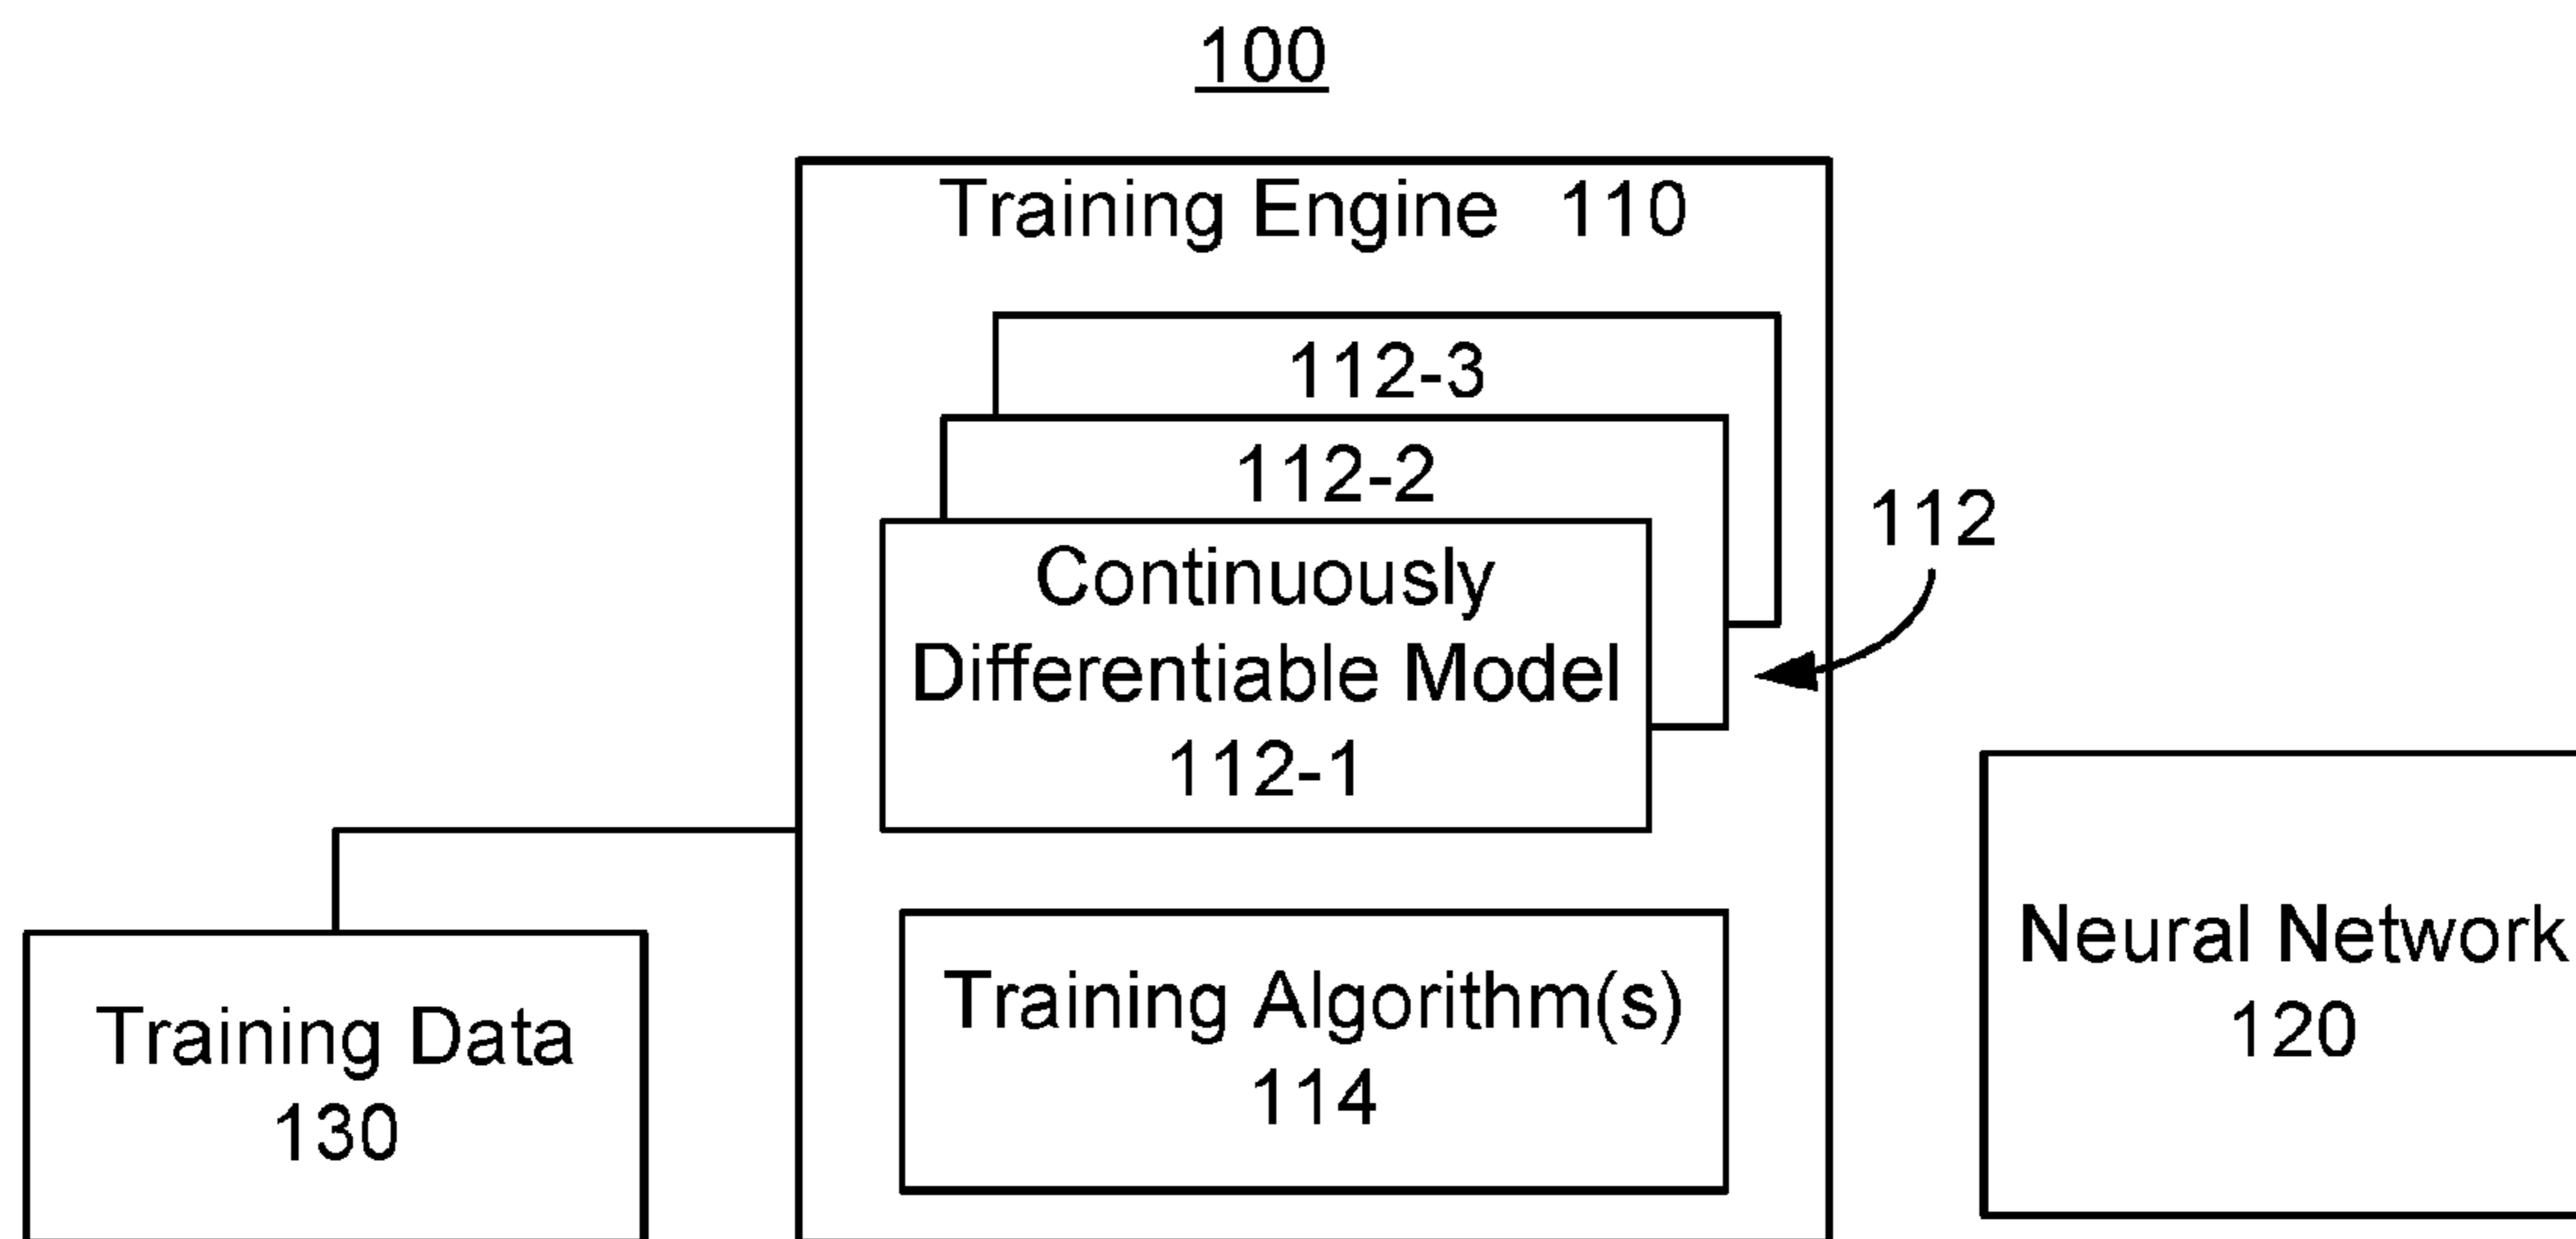 100
Training Engine 110
112-3
112-2
112
Continuously
Differentiable Model
112-1
Training Algorithm(s)
114
Training Data
130
Neural Network
120